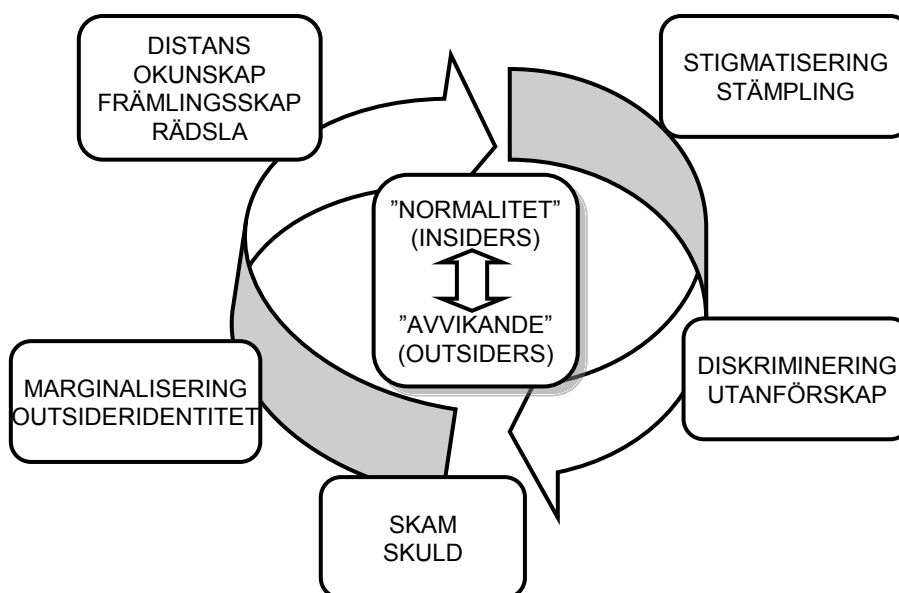 DISTANS
OKUNSKAP
FRÄMLINGSSKAP
RÄDSLA
STIGMATISERING
STÄMPLING
”NORMALITET”
(INSIDERS)
”AVVIKANDE”
(OUTSIDERS)
DISKRIMINERING
UTANFÖRSKAP
MARGINALISERING
OUTSIDERIDENTITET
SKAM
SKULD